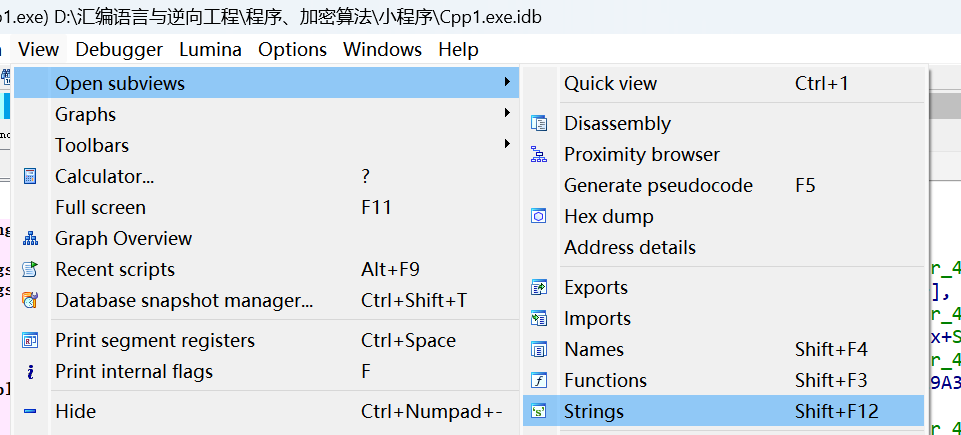 1.exe) D:\汇编语言与逆向工程\程序、加密算法\小程序\Cpp1.exe.idb
View Debugger Lumina Options Windows Help
Open subviews
Graphs
Toolbars
Calculator... ?
Full screen F11
Graph Overview
Recent scripts Alt+F9
Database snapshot manager... Ctrl+Shift+T
Print segment registers Ctrl+Space
Print internal flags F
Hide Ctrl+Numpad+-
Quick view Ctrl+1
Disassembly
Proximity browser
Generate pseudocode F5
Hex dump
Address details
Exports
Imports
Names Shift+F4
Functions Shift+F3
Strings Shift+F12
r_4
],
r_4
x+S
r_4
9A3
r_4